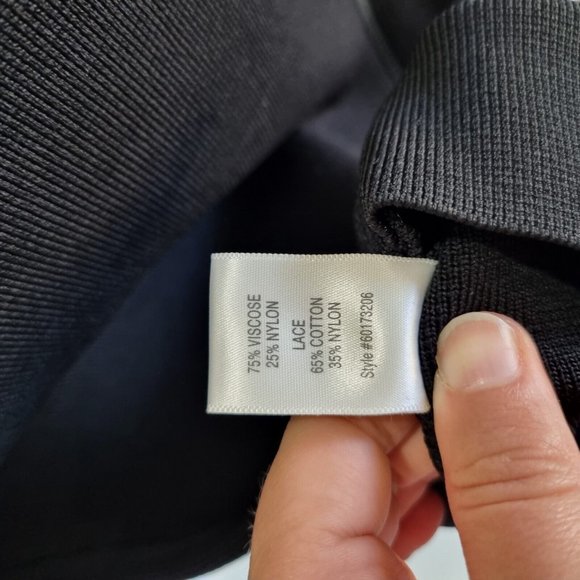 75% VISCOSE
25% NYLON
LACE
65% COTTON
35% NYLON
Style #60173206